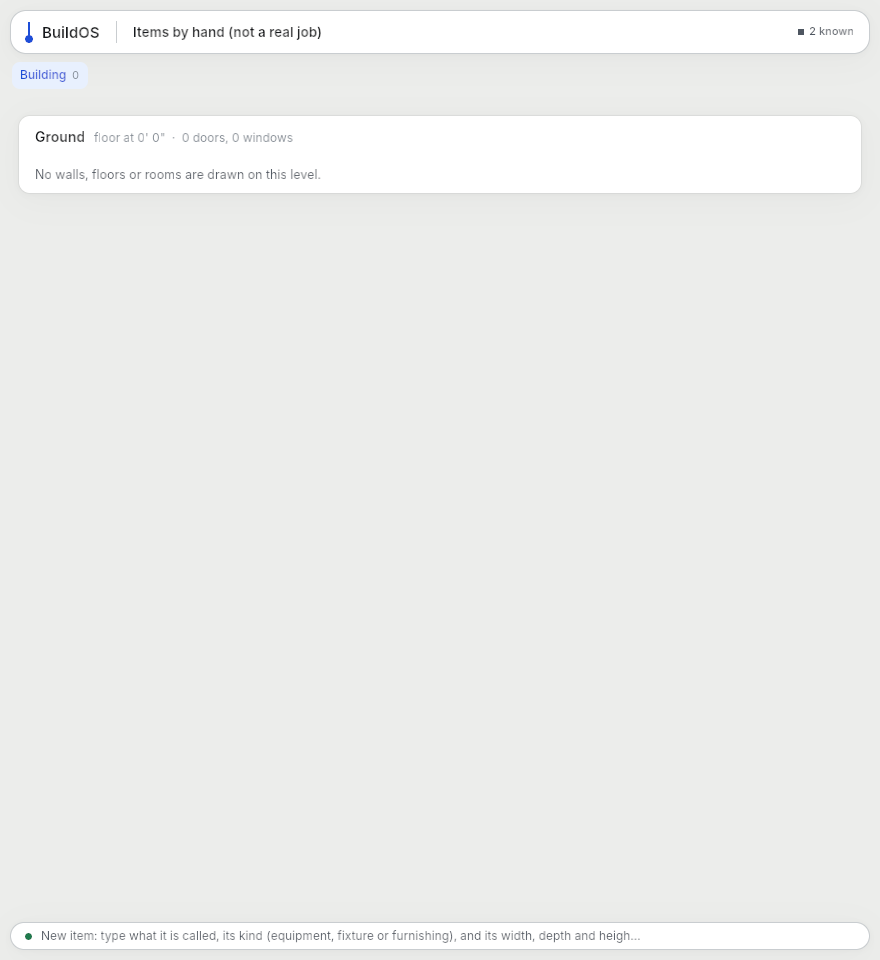 BuildOS
Items by hand (not a real job)
2 known
Building 0
Ground floor at 0' 0" · 0 doors, 0 windows
No walls, floors or rooms are drawn on this level.
New item: type what it is called, its kind (equipment, fixture or furnishing), and its width, depth and heigh...